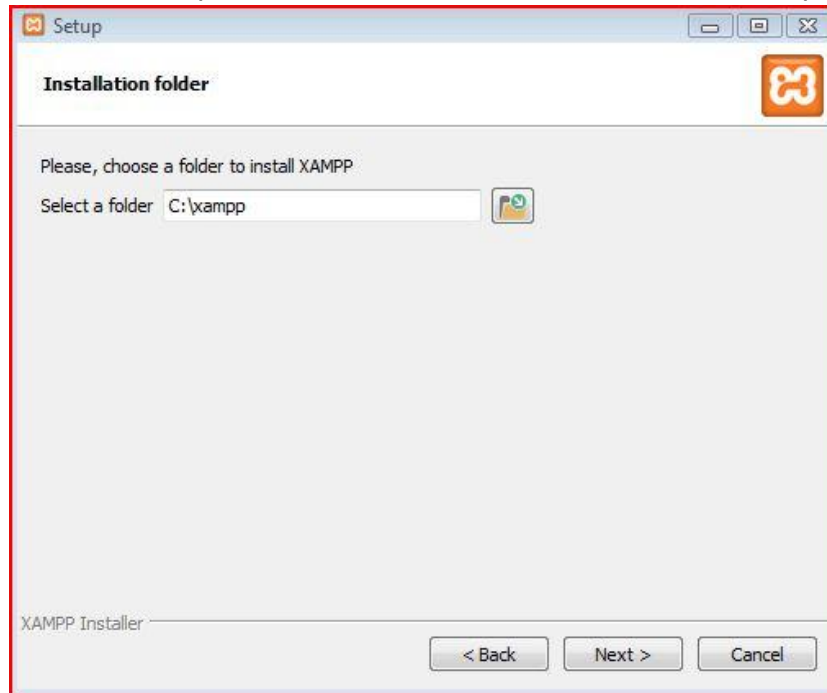 Setup
Installation folder
Please, choose a folder to install XAMPP
Select a folder C:\xampp
XAMPP Installer
< Back Next > Cancel